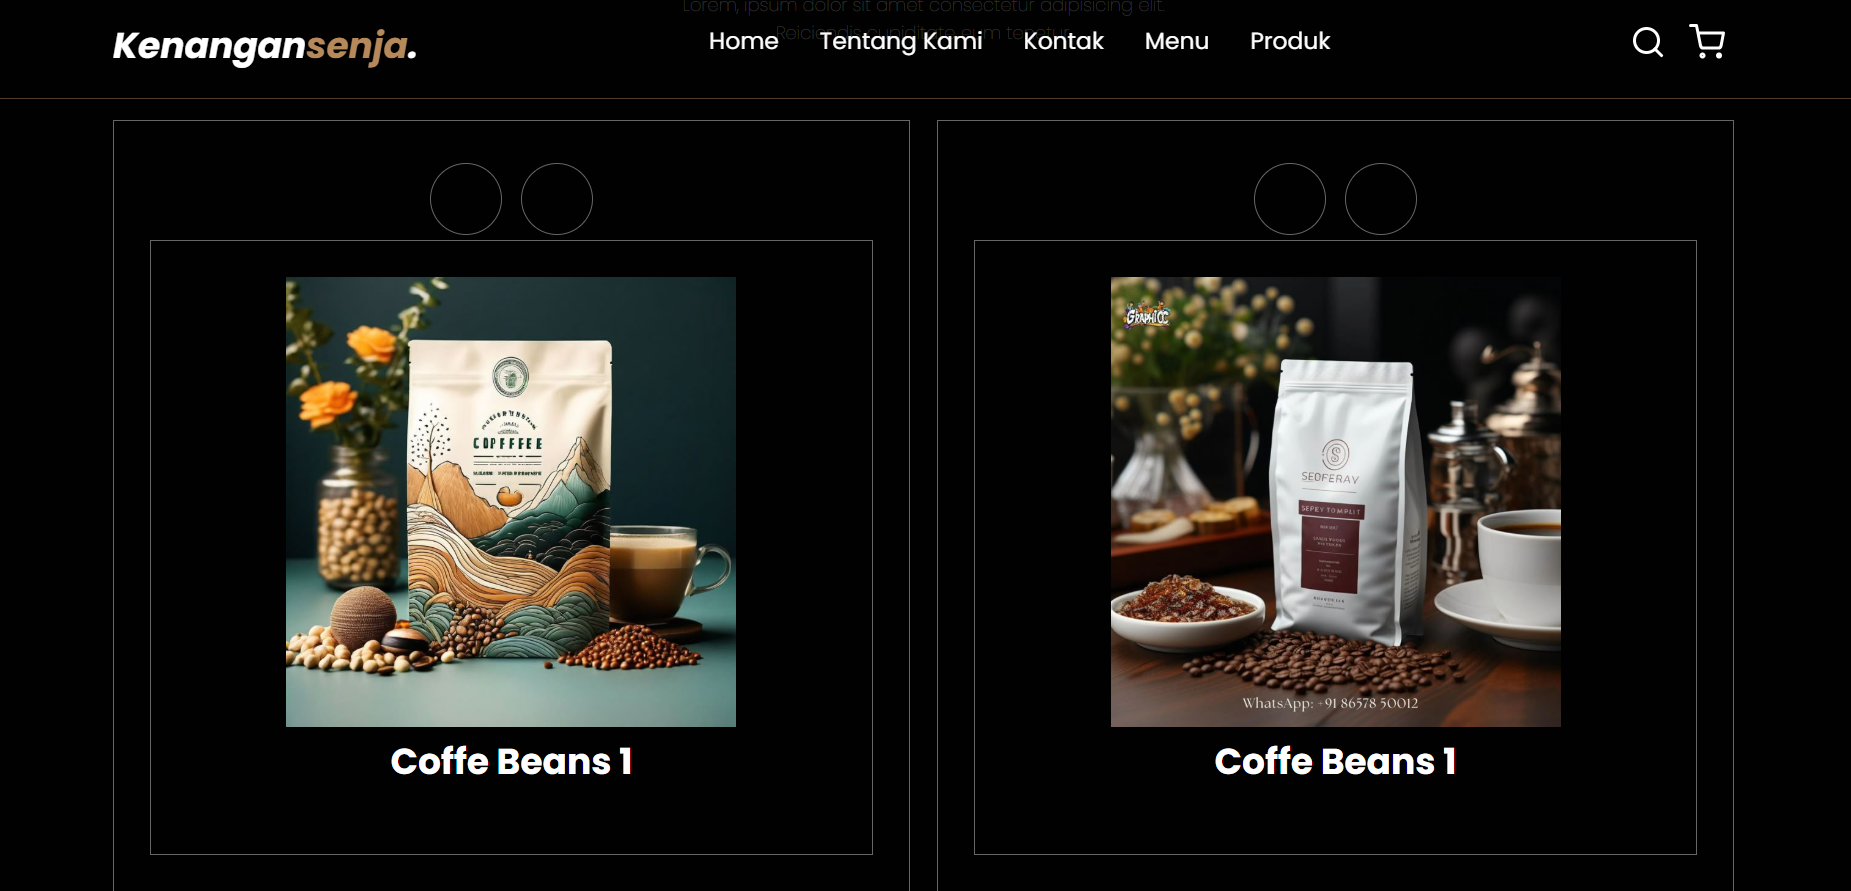 Lorem, ipsum dolor sit amet consectetur adipisicing elit.
Kenangansenja.
Home Tentang Kami Kontak Menu Produk
COPFFEE
GRAPHICC
SEOFERAY
SEPEY TOMPLIT
WhatsApp: +91 86578 50012
Coffe Beans 1
Coffe Beans 1